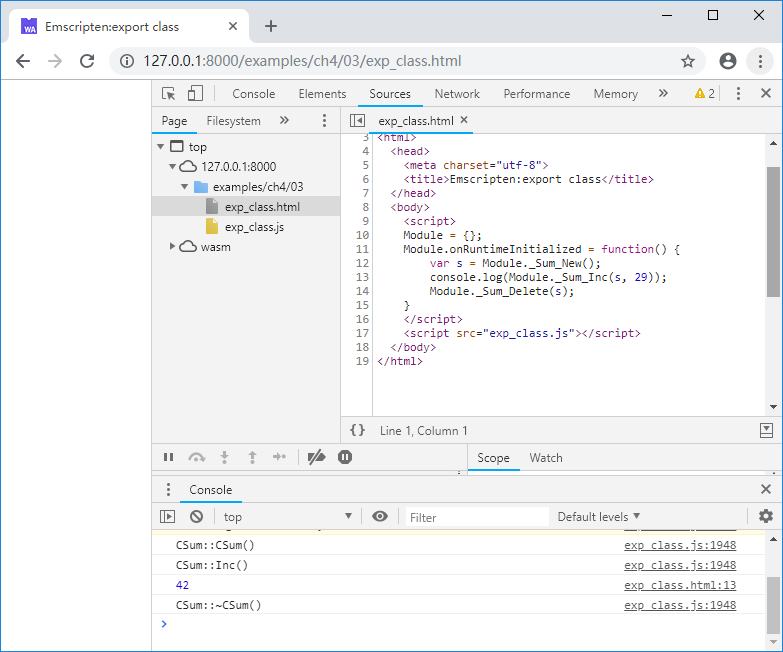 WA Emscripten:export class
127.0.0.1:8000/examples/ch4/03/exp_class.html
Console Elements Sources Network Performance Memory 2
Page Filesystem
exp_class.html
top
127.0.0.1:8000
examples/ch4/03
exp_class.html
exp_class.js
wasm
3 <html>
4 <head>
5 <meta charset="utf-8">
6 <title>Emscripten:export class</title>
7 </head>
8 <body>
9 <script>
10 Module = {};
11 Module.onRuntimeInitialized = function() {
12 var s = Module._Sum_New();
13 console.log(Module._Sum_Inc(s, 29));
14 Module._Sum_Delete(s);
15 }
16 </script>
17 <script src="exp_class.js"></script>
18 </body>
19 </html>
{} Line 1, Column 1
Scope Watch
Console
top Filter Default levels
CSum::CSum() exp_class.js:1948
CSum::Inc() exp_class.js:1948
42 exp_class.html:13
CSum::~CSum() exp_class.js:1948